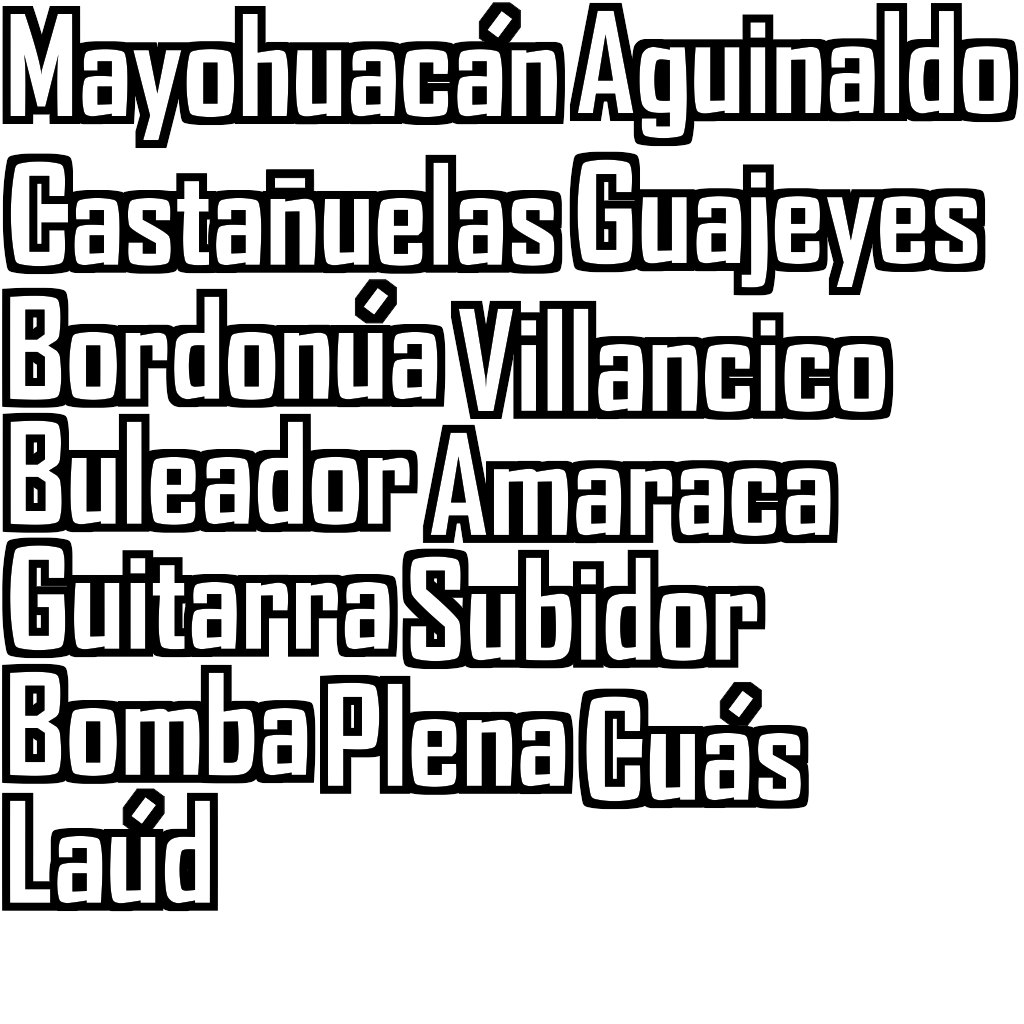 Mayohuacán Aguinaldo
Castañuelas Guajeyes
Bordonúa Villancico
Buleador Amaraca
Guitarra Subidor
Bomba Plena Cuás
Laúd